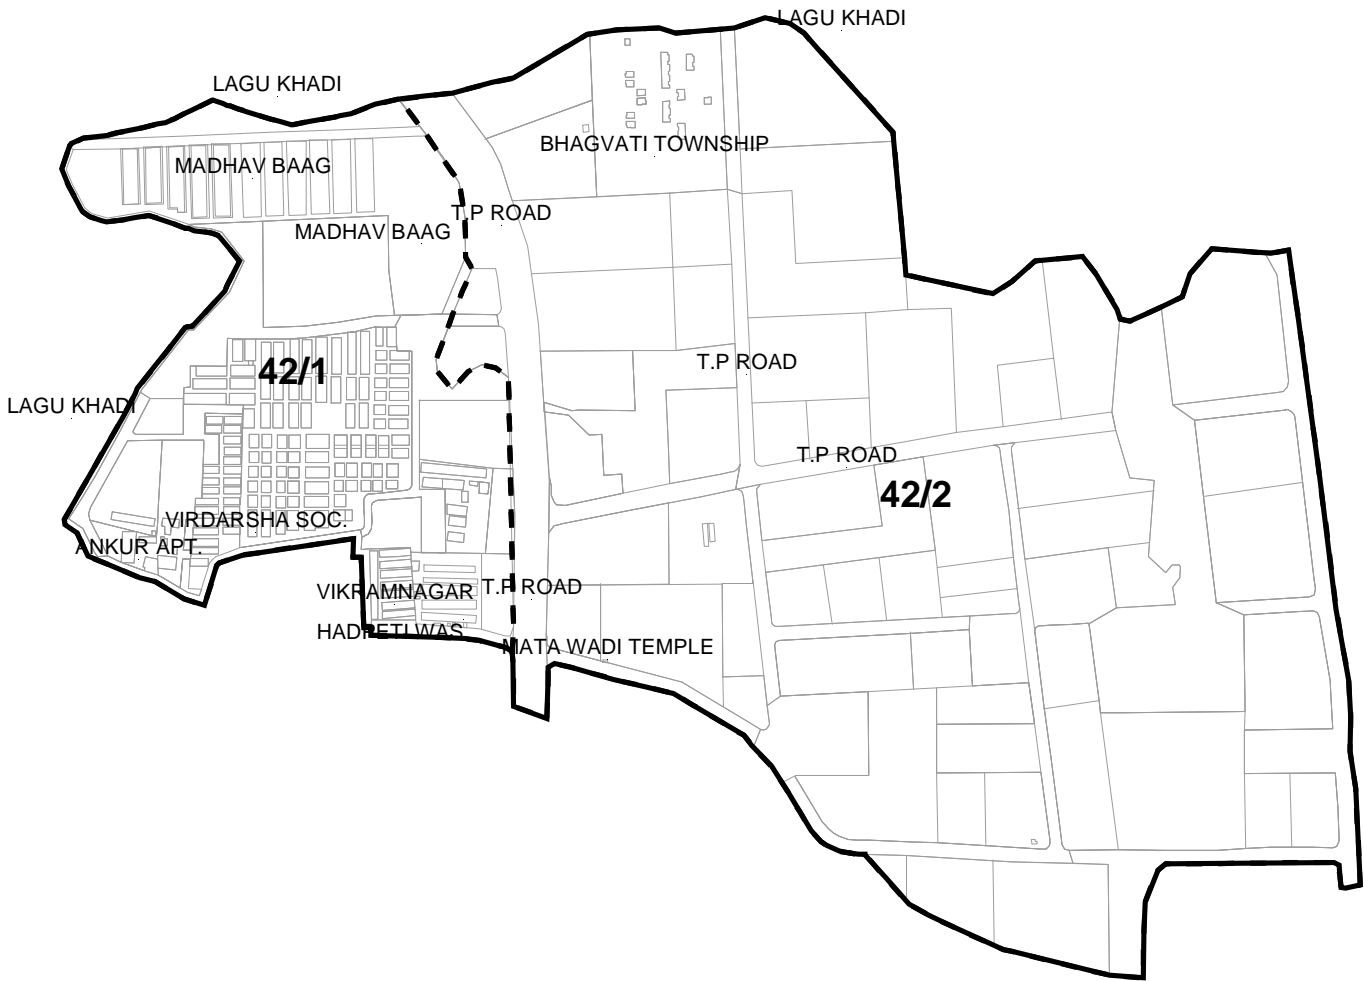 LAGU KHADI
LAGU KHADI
BHAGVATI TOWNSHIP
MADHAV BAAG
T.P ROAD
MADHAV BAAG
T.P ROAD
42/1
LAGU KHADI
T.P ROAD
42/2
VIRDARSHA SOC.
ANKUR APT.
VIKRAMNAGAR
T.P ROAD
HADPETI WAS
MATA WADI TEMPLE